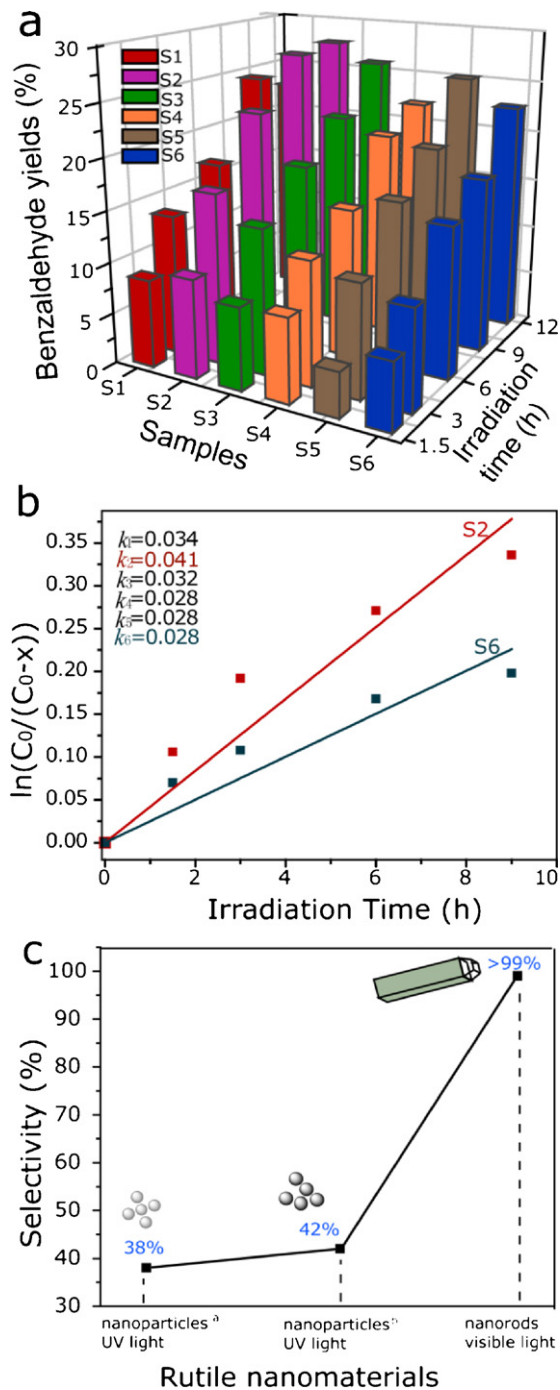 a
Benzaldehyde yields (%)
30
25
20
15
10
5
0
S1
S2
S3
S4
S5
S6
S1
S2
S3
S4
S5
S6
Samples
1.5
3
6
9
12
Irradiation
time (h)
b
ln(C₀/(C₀-x))
0.35
0.30
0.25
0.20
0.15
0.10
0.05
0.00
k₁=0.034
k₂=0.041
k₃=0.032
k₄=0.028
k₅=0.028
k₆=0.028
S2
S6
0
2
4
6
8
10
Irradiation Time (h)
c
Selectivity (%)
100
90
80
70
60
50
40
30
38%
42%
>99%
nanoparticles ᵃ
UV light
nanoparticles ᵇ
UV light
nanorods
visible light
Rutile nanomaterials